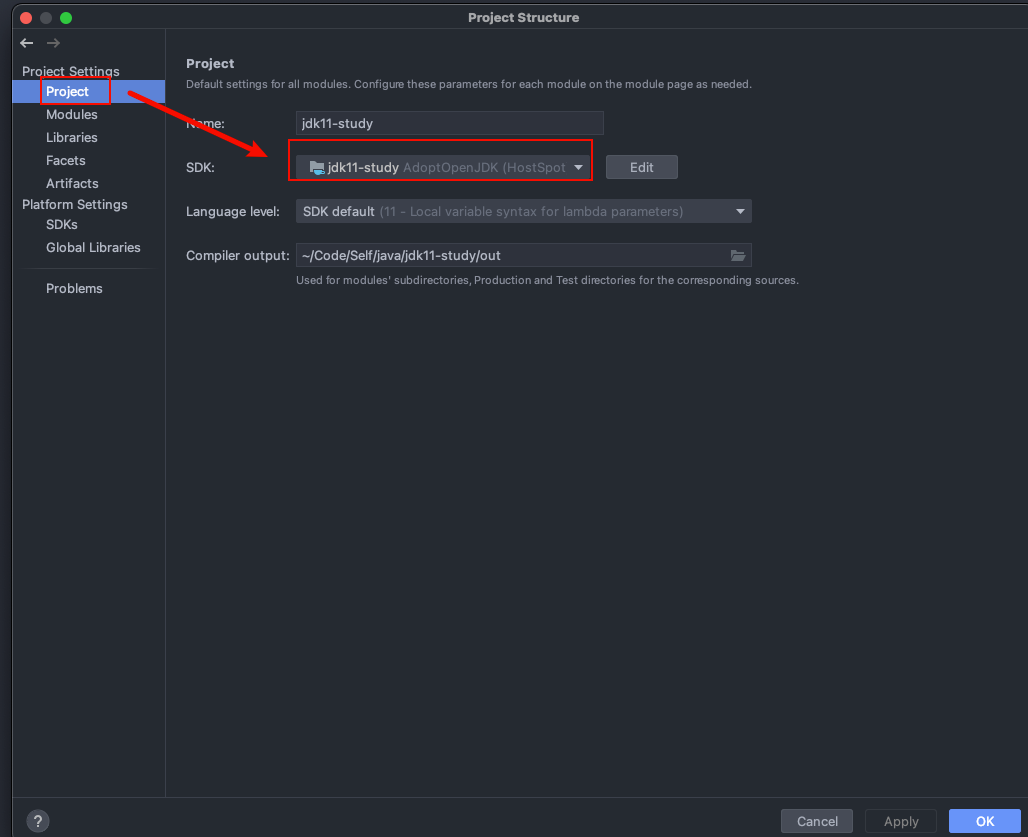 Project Structure
Project Settings
Project
Modules
Libraries
Facets
Artifacts
Platform Settings
SDKs
Global Libraries
Problems
Project
Default settings for all modules. Configure these parameters for each module on the module page as needed.
Name: jdk11-study
SDK: jdk11-study AdoptOpenJDK (HostSpot Edit
Language level: SDK default (11 - Local variable syntax for lambda parameters)
Compiler output: ~/Code/Self/java/jdk11-study/out
Used for modules' subdirectories, Production and Test directories for the corresponding sources.
? Cancel Apply OK